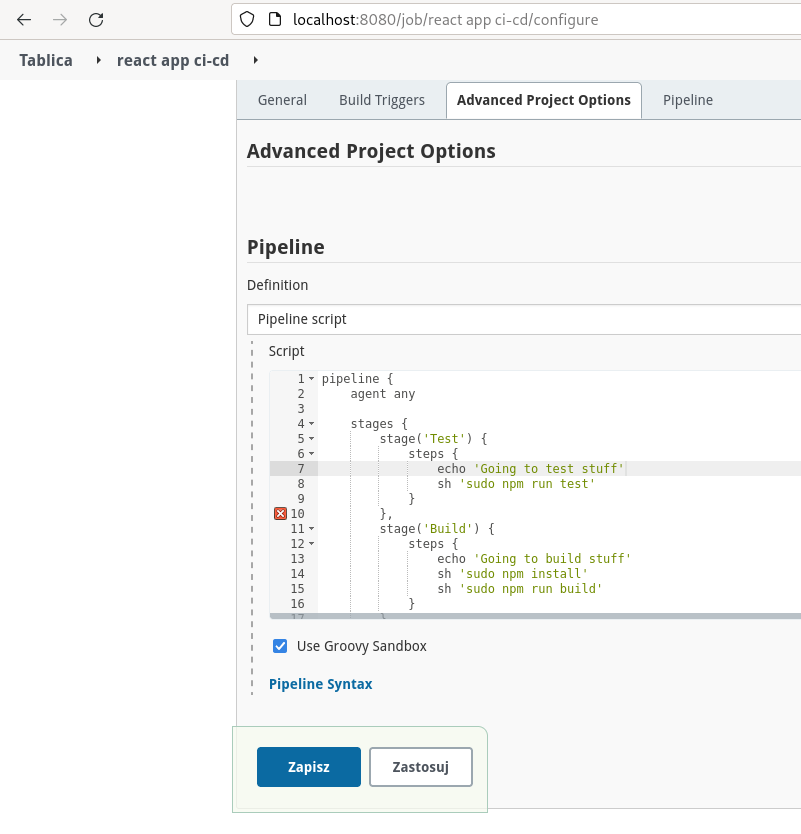 localhost:8080/job/react app ci-cd/configure
Tablica react app ci-cd
General Build Triggers Advanced Project Options Pipeline
Advanced Project Options
Pipeline
Definition
Pipeline script
Script
1 pipeline {
2     agent any
3
4     stages {
5         stage('Test') {
6             steps {
7                 echo 'Going to test stuff'
8                 sh 'sudo npm run test'
9             }
10         },
11         stage('Build') {
12             steps {
13                 echo 'Going to build stuff'
14                 sh 'sudo npm install'
15                 sh 'sudo npm run build'
16             }
17         }
Use Groovy Sandbox
Pipeline Syntax
Zapisz Zastosuj